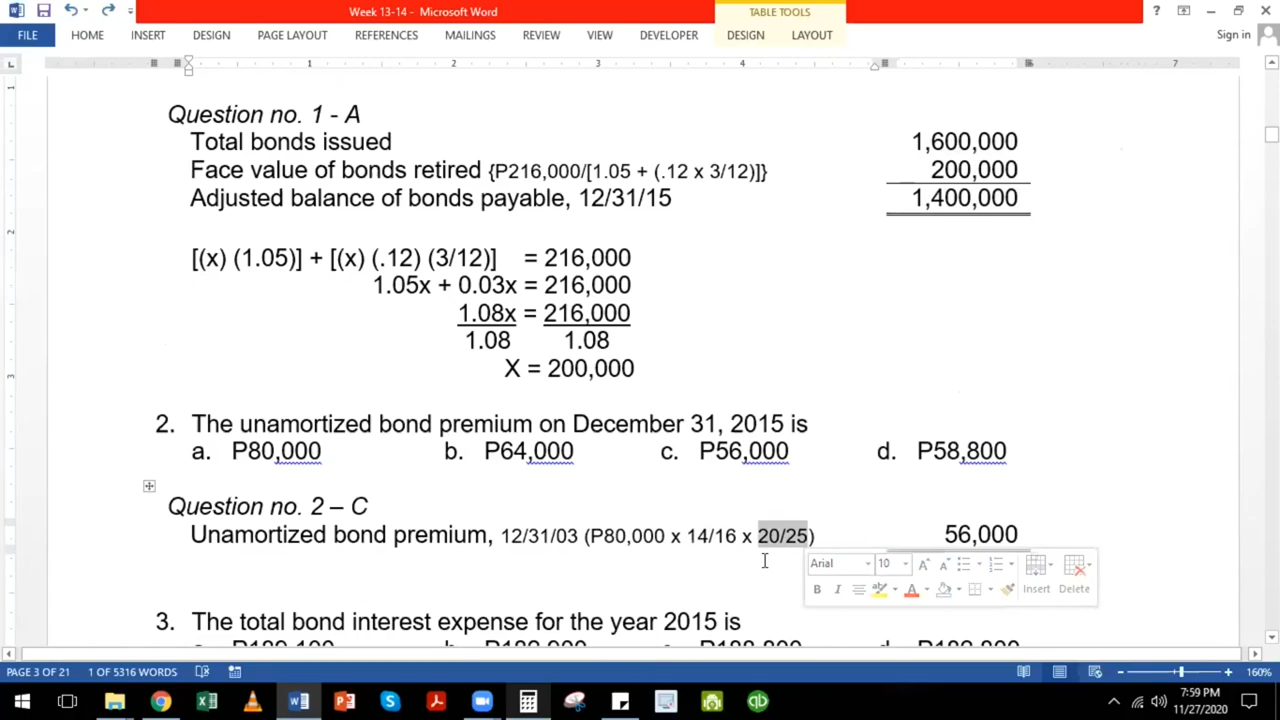 Week 13-14 - Microsoft Word
TABLE TOOLS
FILE HOME INSERT DESIGN PAGE LAYOUT REFERENCES MAILINGS REVIEW VIEW DEVELOPER DESIGN LAYOUT Sign in
1 2 3 4 7
Question no. 1 - A
Total bonds issued 1,600,000
Face value of bonds retired {P216,000/[1.05 + (.12 x 3/12)]} 200,000
Adjusted balance of bonds payable, 12/31/15 1,400,000
[(x) (1.05)] + [(x) (.12) (3/12)] = 216,000
1.05x + 0.03x = 216,000
1.08x = 216,000
1.08 1.08
X = 200,000
2. The unamortized bond premium on December 31, 2015 is
a. P80,000 b. P64,000 c. P56,000 d. P58,800
Question no. 2 – C
Unamortized bond premium, 12/31/03 (P80,000 x 14/16 x 20/25) 56,000
Arial 10
B I A Insert Delete
3. The total bond interest expense for the year 2015 is
PAGE 3 OF 21 1 OF 5316 WORDS 160%
7:59 PM
11/27/2020